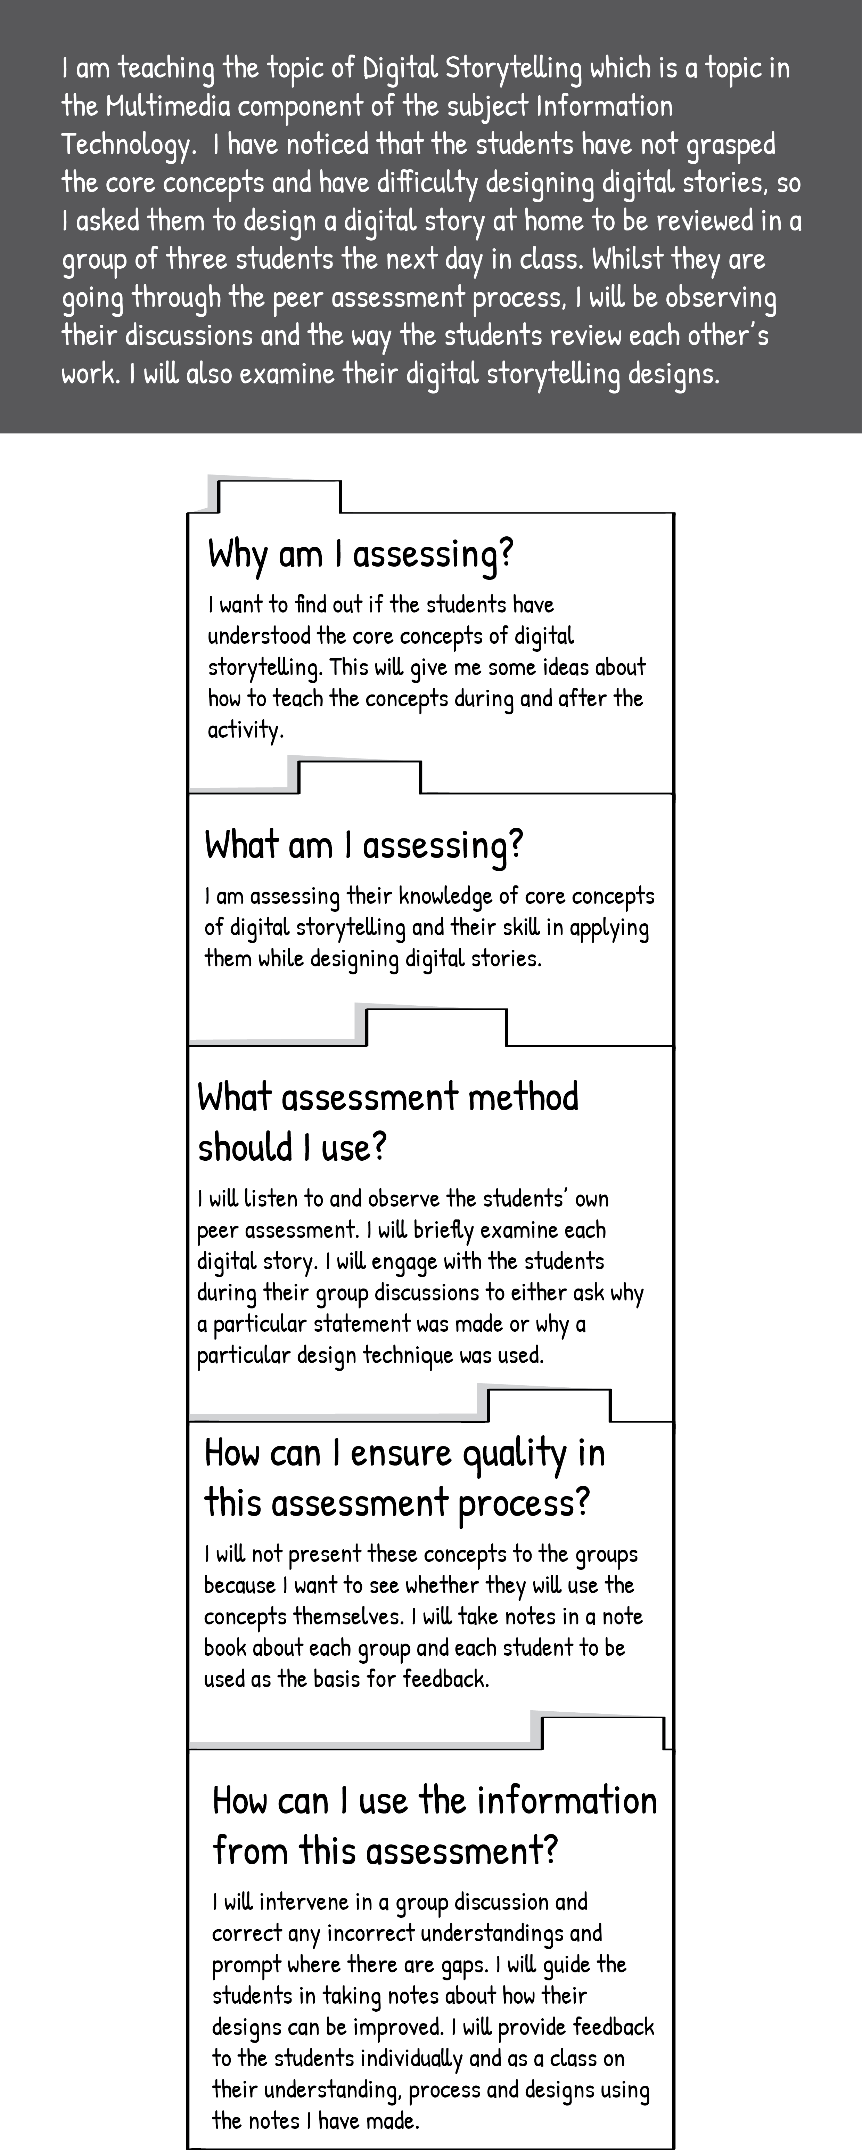 I am teaching the topic of Digital Storytelling which is a topic in
the Multimedia component of the subject Information
Technology.  I have noticed that the students have not grasped
the core concepts and have difficulty designing digital stories, so
I asked them to design a digital story at home to be reviewed in a
group of three students the next day in class. Whilst they are
going through the peer assessment process, I will be observing
their discussions and the way the students review each other's
work. I will also examine their digital storytelling designs.
Why am I assessing?
I want to find out if the students have
understood the core concepts of digital
storytelling. This will give me some ideas about
how to teach the concepts during and after the
activity.
What am I assessing?
I am assessing their knowledge of core concepts
of digital storytelling and their skill in applying
them while designing digital stories.
What assessment method
should I use?
I will listen to and observe the students' own
peer assessment. I will briefly examine each
digital story. I will engage with the students
during their group discussions to either ask why
a particular statement was made or why a
particular design technique was used.
How can I ensure quality in
this assessment process?
I will not present these concepts to the groups
because I want to see whether they will use the
concepts themselves. I will take notes in a note
book about each group and each student to be
used as the basis for feedback.
How can I use the information
from this assessment?
I will intervene in a group discussion and
correct any incorrect understandings and
prompt where there are gaps. I will guide the
students in taking notes about how their
designs can be improved. I will provide feedback
to the students individually and as a class on
their understanding, process and designs using
the notes I have made.